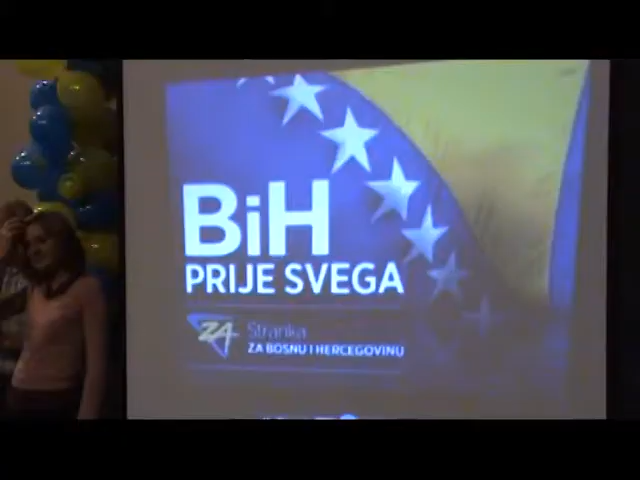 BiH
PRIJE SVEGA
ZA
Stranka
ZA BOSNU I HERCEGOVINU